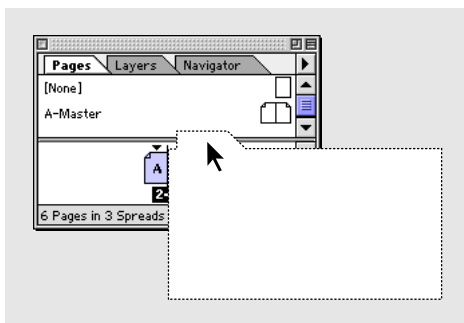 Pages Layers Navigator
[None]
A-Master
A
2-
6 Pages in 3 Spreads